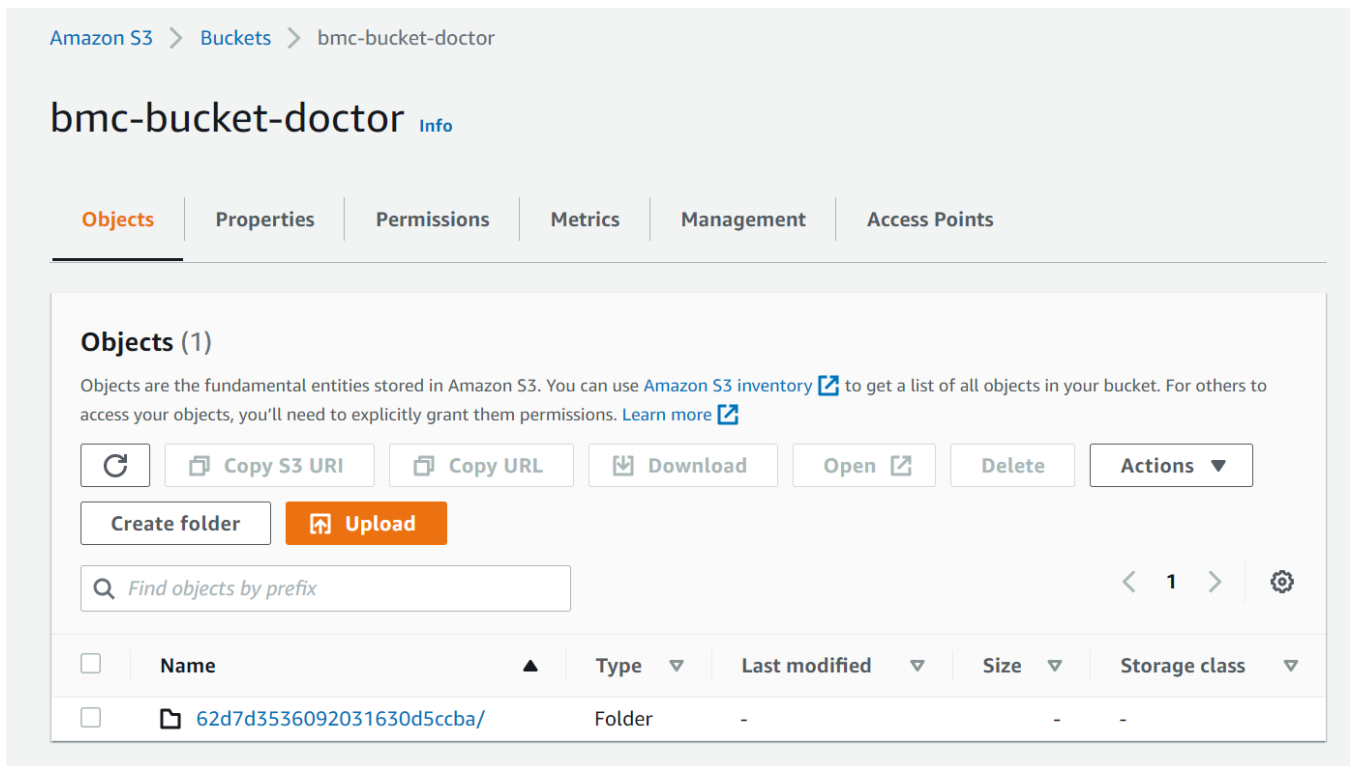 Amazon S3 > Buckets > bmc-bucket-doctor
bmc-bucket-doctor Info
Objects Properties Permissions Metrics Management Access Points
Objects (1)
Objects are the fundamental entities stored in Amazon S3. You can use Amazon S3 inventory to get a list of all objects in your bucket. For others to
access your objects, you’ll need to explicitly grant them permissions. Learn more
Copy S3 URI Copy URL Download Open Delete Actions
Create folder Upload
Find objects by prefix < 1 >
Name Type Last modified Size Storage class
62d7d3536092031630d5ccba/ Folder - - -